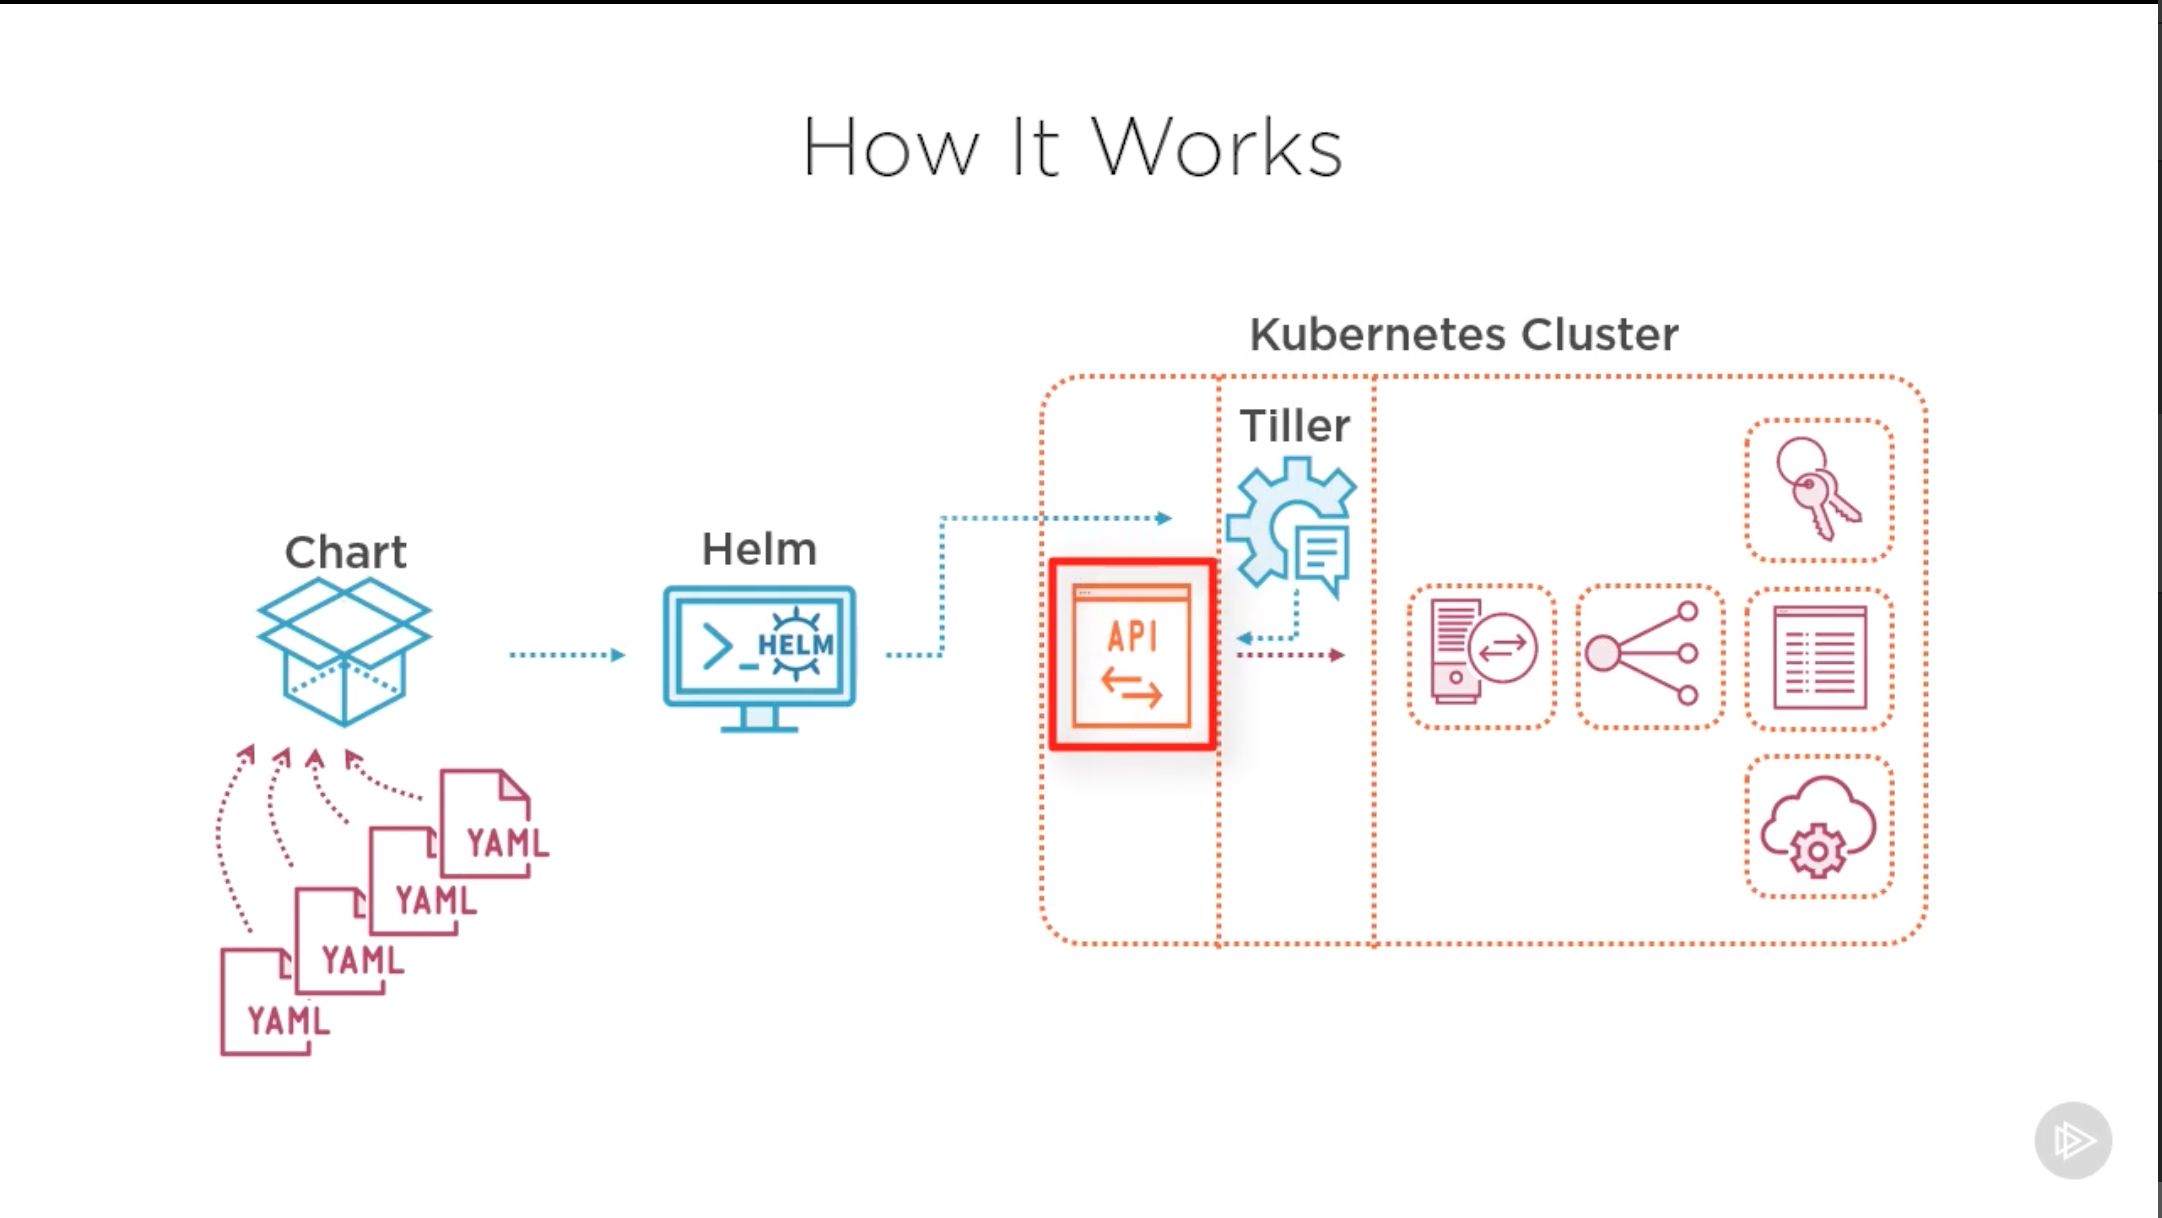 How It Works
Kubernetes Cluster
Tiller
Chart
Helm
>_ HELM
API
YAML
YAML
YAML
YAML